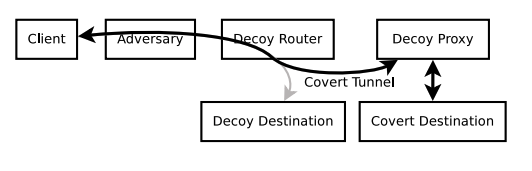 Client
Adversary
Decoy Router
Decoy Proxy
Covert Tunnel
Decoy Destination
Covert Destination